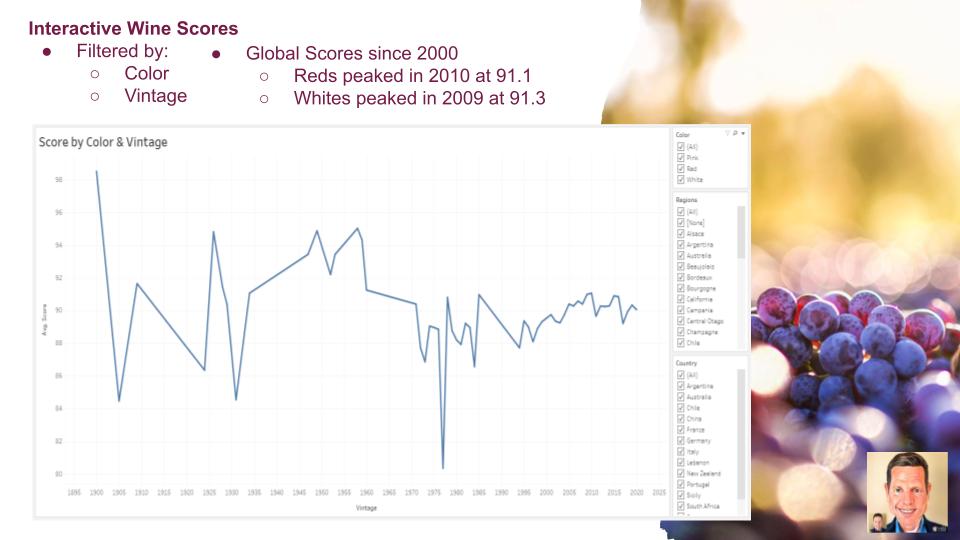 Interactive Wine Scores
● Filtered by:
○ Color
○ Vintage
● Global Scores since 2000
○ Reds peaked in 2010 at 91.1
○ Whites peaked in 2009 at 91.3
Score by Color & Vintage
98
96
94
92
90
88
86
84
82
80
Avg. Score
1895 1900 1905 1910 1915 1920 1925 1930 1935 1940 1945 1950 1955 1960 1965 1970 1975 1980 1985 1990 1995 2000 2005 2010 2015 2020 2025
Vintage
Color
(All)
Pink
Red
White
Regions
(All)
[None]
Alsace
Argentina
Australia
Beaujolais
Bordeaux
Bourgogne
California
Campania
Central Otago
Champagne
Chile
Country
(All)
Argentina
Australia
Chile
China
France
Germany
Italy
Lebanon
New Zealand
Portugal
Sicily
South Africa